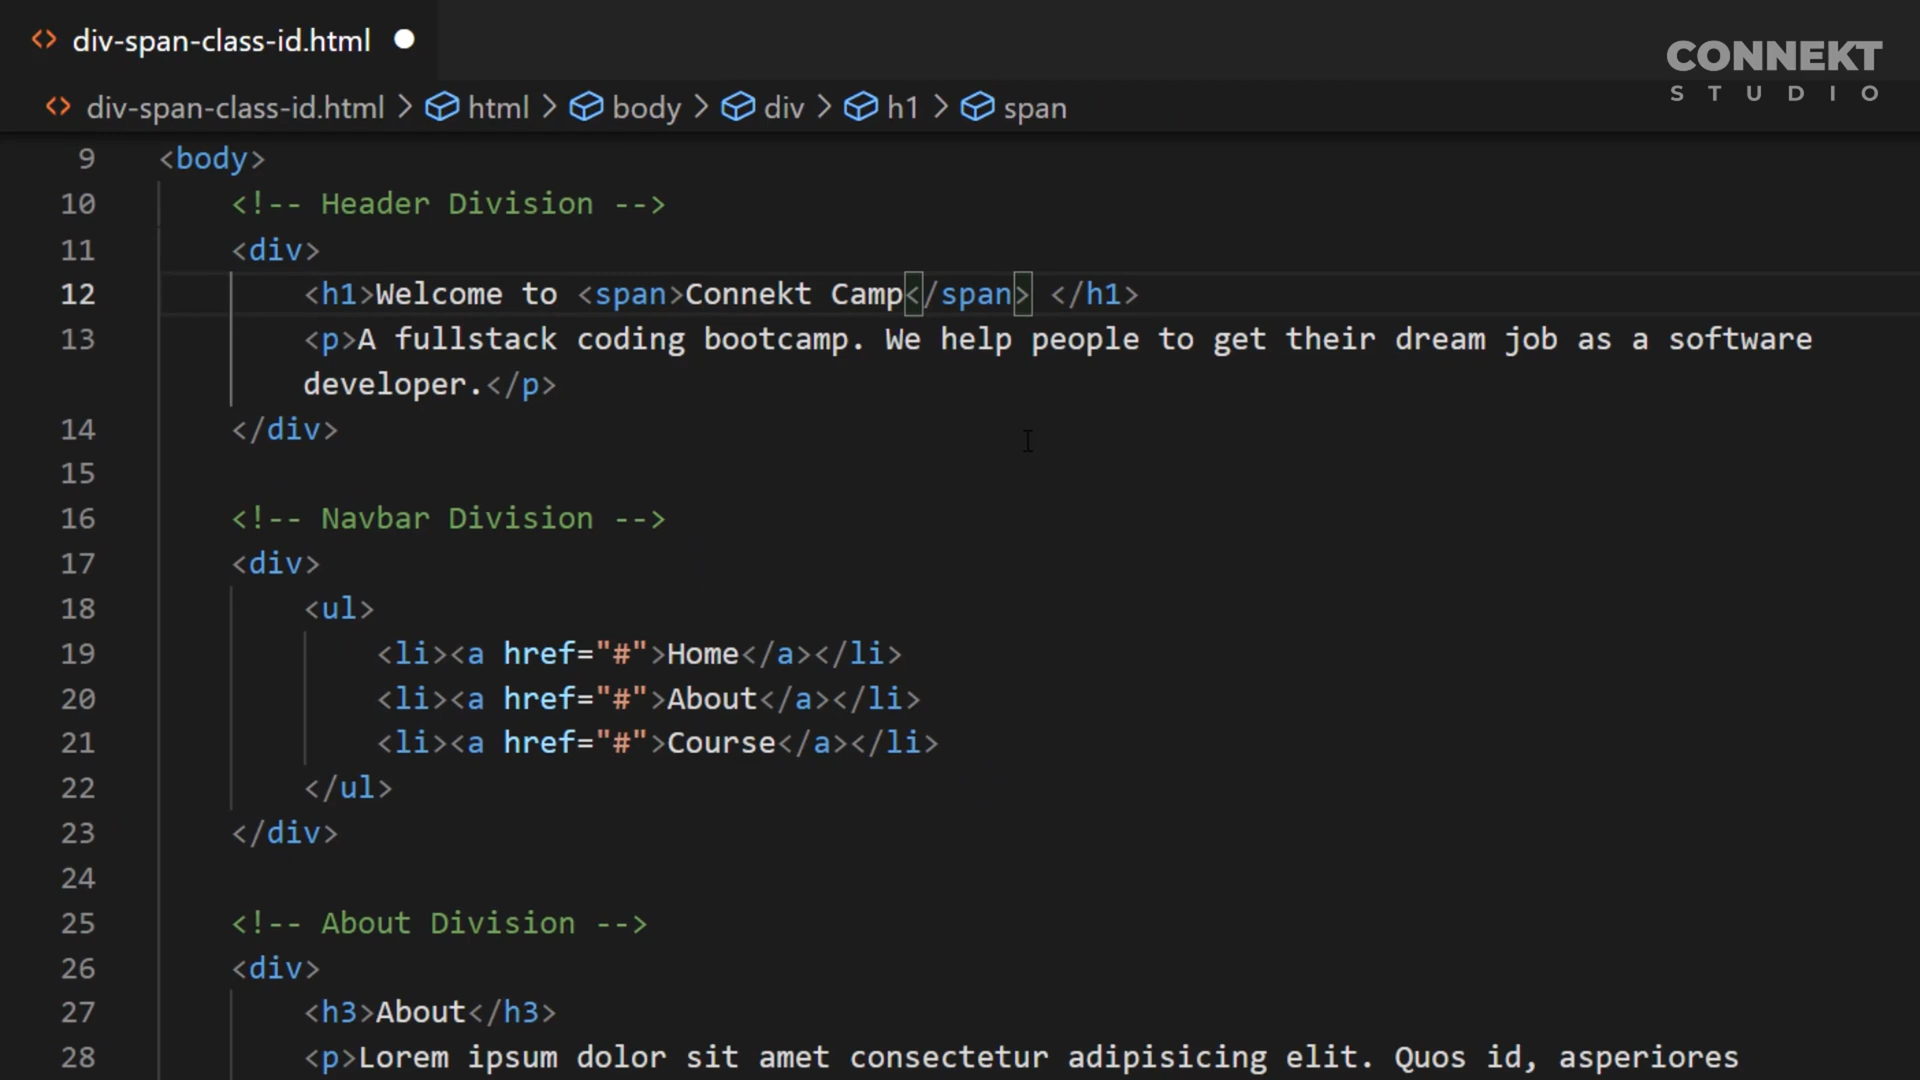 div-span-class-id.html
CONNEKT
STUDIO
div-span-class-id.html > html > body > div > h1 > span
9 <body>
10 <!-- Header Division -->
11 <div>
12 <h1>Welcome to <span>Connekt Camp</span> </h1>
13 <p>A fullstack coding bootcamp. We help people to get their dream job as a software
developer.</p>
14 </div>
15
16 <!-- Navbar Division -->
17 <div>
18 <ul>
19 <li><a href="#">Home</a></li>
20 <li><a href="#">About</a></li>
21 <li><a href="#">Course</a></li>
22 </ul>
23 </div>
24
25 <!-- About Division -->
26 <div>
27 <h3>About</h3>
28 <p>Lorem ipsum dolor sit amet consectetur adipisicing elit. Quos id, asperiores